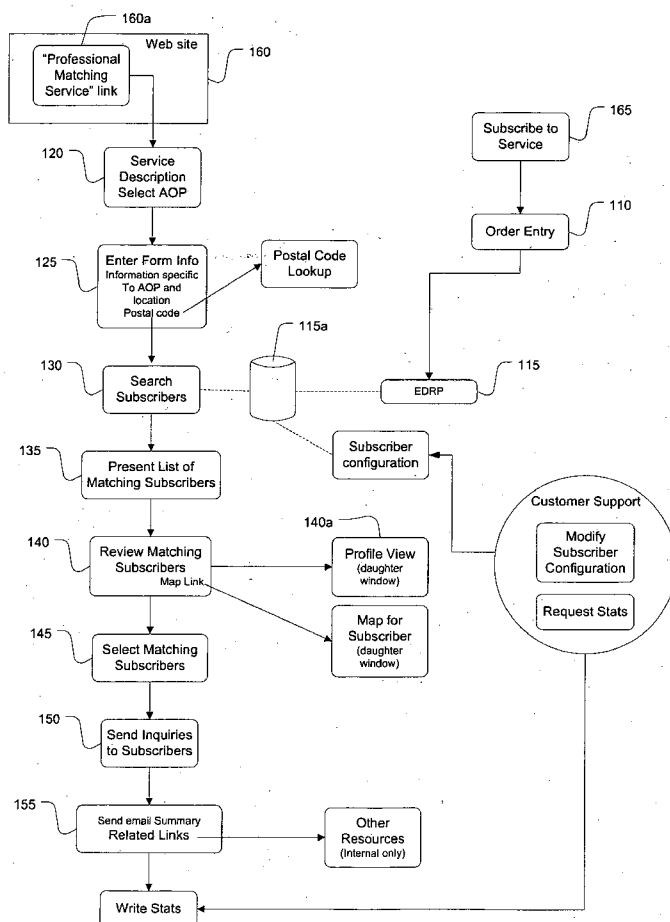 160a
Web site
160
"Professional
Matching
Service" link
165
Subscribe to
Service
120
Service
Description
Select AOP
110
Order Entry
125
Enter Form Info
Information specific
To AOP and
location
Postal code
Postal Code
Lookup
115a
130
Search
Subscribers
EDRP
115
135
Present List of
Matching Subscribers
Subscriber
configuration
Customer Support
Modify
Subscriber
Configuration
Request Stats
140
Review Matching
Subscribers
Map Link
140a
Profile View
(daughter
window)
Map for
Subscriber
(daughter
window)
145
Select Matching
Subscribers
150
Send Inquiries
to Subscribers
155
Send email Summary
Related Links
Other
Resources
(Internal only)
Write Stats